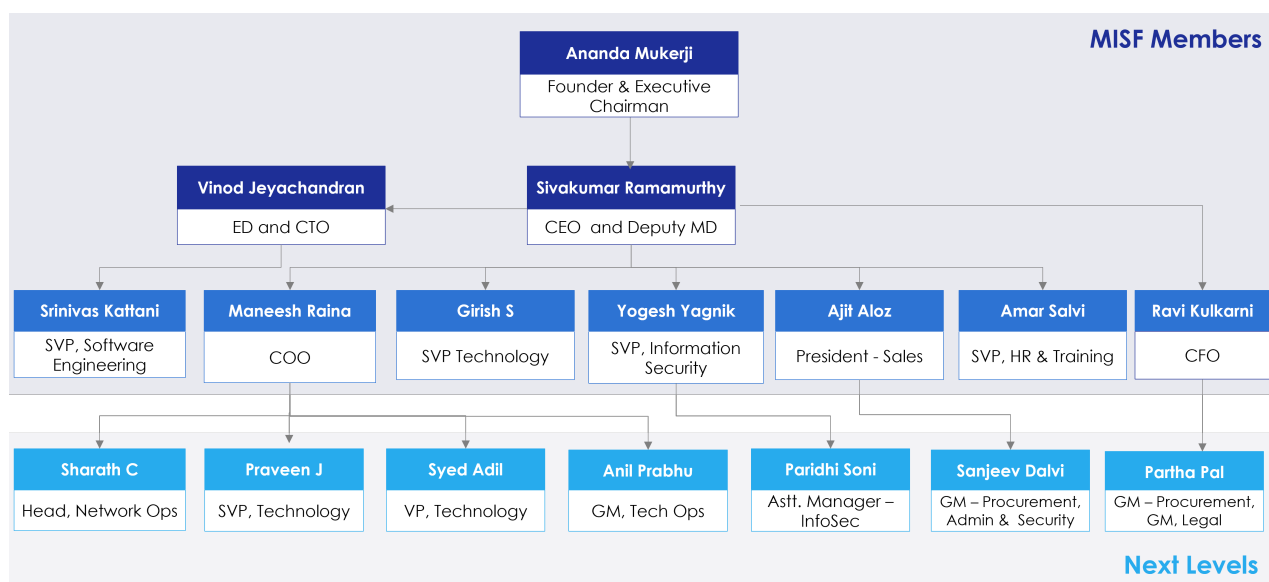 MISF Members
Ananda Mukerji
Founder & Executive
Chairman
Vinod Jeyachandran
ED and CTO
Sivakumar Ramamurthy
CEO and Deputy MD
Srinivas Kattani
SVP, Software
Engineering
Maneesh Raina
COO
Girish S
SVP Technology
Yogesh Yagnik
SVP, Information
Security
Ajit Aloz
President - Sales
Amar Salvi
SVP, HR & Training
Ravi Kulkarni
CFO
Sharath C
Head, Network Ops
Praveen J
SVP, Technology
Syed Adil
VP, Technology
Anil Prabhu
GM, Tech Ops
Paridhi Soni
Astt. Manager –
InfoSec
Sanjeev Dalvi
GM – Procurement,
Admin & Security
Partha Pal
GM – Procurement,
GM, Legal
Next Levels